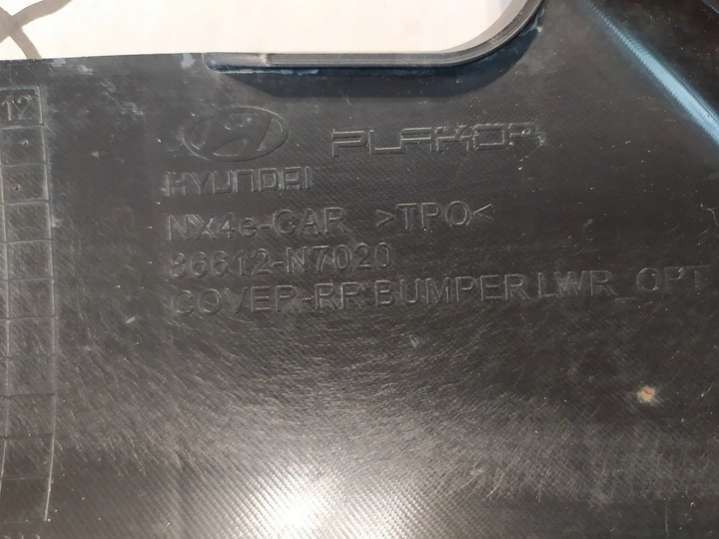 12
PLAKOR
HYUNDAI
NX4e-CAR >TPO<
86612-N7020
COVER-RR BUMPER LWR_OPT